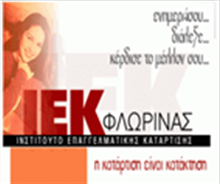 ενημερώσου...
διάλεξε...
κέρδισε το μέλλον σου...
ΙΕΚ ΦΛΩΡΙΝΑΣ
ΙΝΣΤΙΤΟΥΤΟ ΕΠΑΓΓΕΛΜΑΤΙΚΗΣ ΚΑΤΑΡΤΙΣΗΣ
η κατάρτιση είναι κατάκτηση